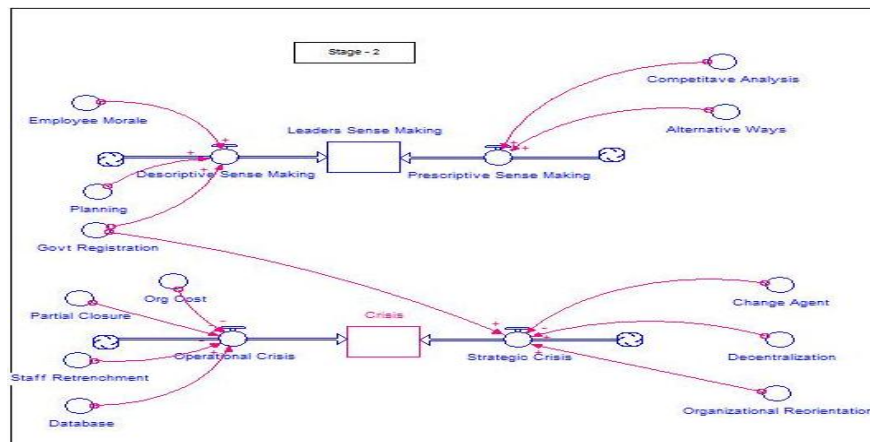 Stage - 2
Competitave Analysis
Employee Morale
Alternative Ways
Leaders Sense Making
Descriptive Sense Making
Prescriptive Sense Making
Planning
Govt Registration
Org Cost
Change Agent
Partial Closure
Crisis
Operational Crisis
Strategic Crisis
Decentralization
Staff Retrenchment
Organizational Reorientation
Database